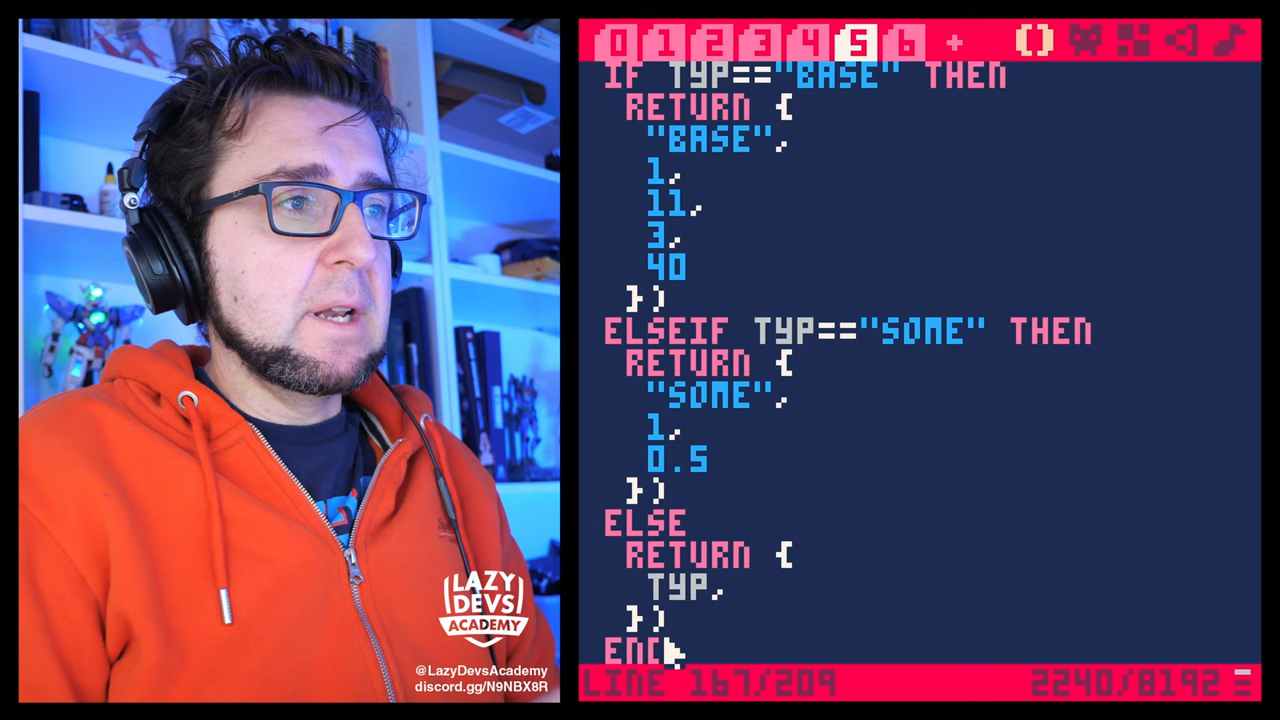 0 1 2 3 4 5 6 +
IF TYP=="BASE" THEN
RETURN {
"BASE",
1,
11,
3,
40
})
ELSEIF TYP=="SOME" THEN
RETURN {
"SOME",
1,
0.5
})
ELSE
RETURN {
TYP,
})
END
LINE 167/209 2240/8192
LAZY
DEVS
ACADEMY
@LazyDevsAcademy
discord.gg/N9NBX8R